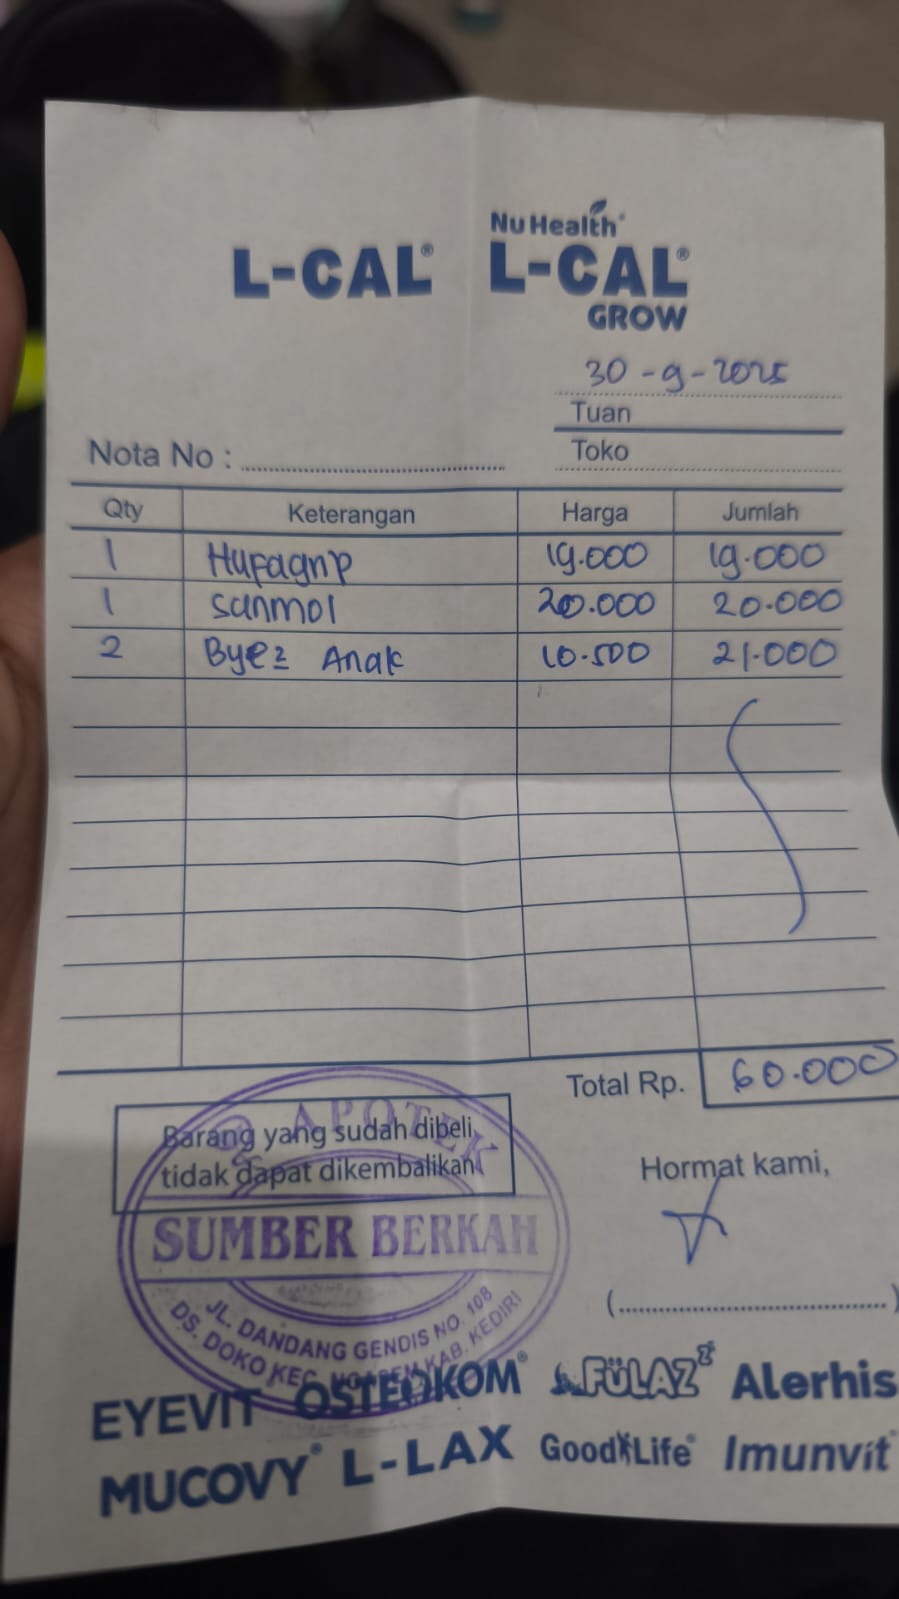 NuHealth
L-CAL® L-CAL®
GROW
30-9-2025
Tuan
Nota No : Toko
Qty Keterangan Harga Jumlah
1 Hufagrip 19.000 19.000
1 sanmol 20.000 20.000
2 Byez Anak 10.500 21.000
Total Rp. 60.000
APOTEK
Barang yang sudah dibeli,
tidak dapat dikembalikan
Hormat kami,
SUMBER BERKAH
JL. DANDANG GENDIS NO. 108
DS. DOKO KEC. NGASEM KAB. KEDIRI
(..........................)
EYEVIT OSTEOKOM® FÜLAZZ Alerhis
MUCOVY® L-LAX GoodLife® Imunvit®